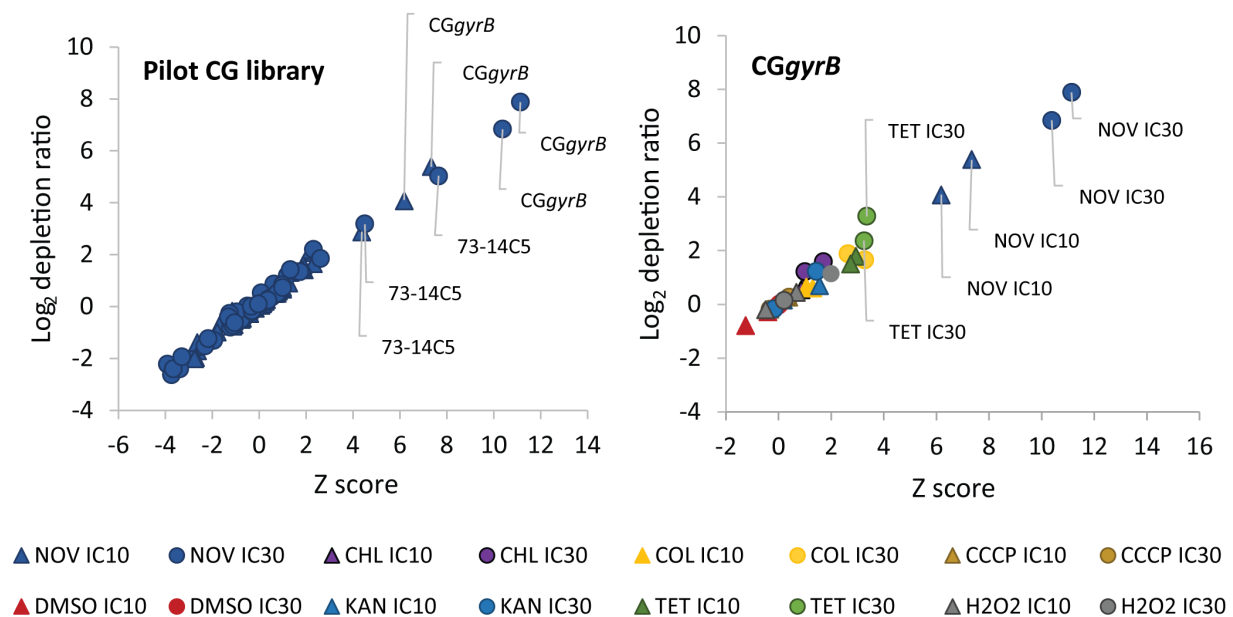 Pilot CG library
CGgyrB
CGgyrB
CGgyrB
CGgyrB
73-14C5
73-14C5
73-14C5
10
8
6
4
2
0
-2
-4
-6
-4
-2
0
2
4
6
8
10
12
14
Log2 depletion ratio
Z score
CGgyrB
TET IC30
NOV IC30
NOV IC30
NOV IC10
NOV IC10
TET IC30
10
8
6
4
2
0
-2
-4
-2
0
2
4
6
8
10
12
14
16
Log2 depletion ratio
Z score
NOV IC10 NOV IC30 CHL IC10 CHL IC30 COL IC10 COL IC30 CCCP IC10 CCCP IC30
DMSO IC10 DMSO IC30 KAN IC10 KAN IC30 TET IC10 TET IC30 H2O2 IC10 H2O2 IC30